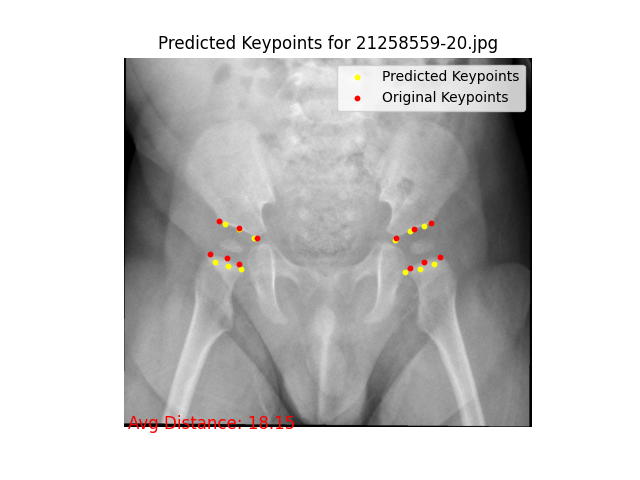 Predicted Keypoints for 21258559-20.jpg
Predicted Keypoints
Original Keypoints
Avg Distance: 18.15